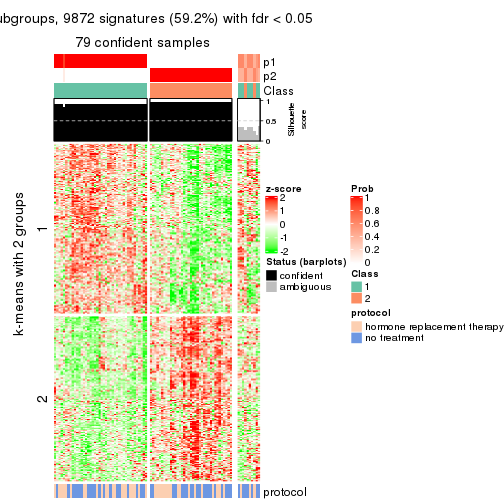 ubgroups, 9872 signatures (59.2%) with fdr < 0.05
79 confident samples
p1
p2
Class
1
0.5
0
Silhouette
score
k-means with 2 groups
1
2
z-score
2
1
0
-1
-2
Status (barplots)
confident
ambiguous
Prob
1
0.8
0.6
0.4
0.2
0
Class
1
2
protocol
hormone replacement therapy
no treatment
protocol